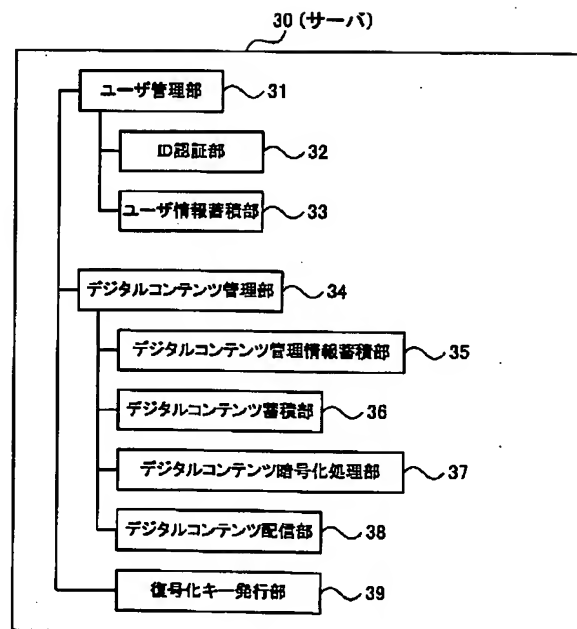 30(サーバ)
ユーザ管理部 31
ID認証部 32
ユーザ情報蓄積部 33
デジタルコンテンツ管理部 34
デジタルコンテンツ管理情報蓄積部 35
デジタルコンテンツ蓄積部 36
デジタルコンテンツ暗号化処理部 37
デジタルコンテンツ配信部 38
復号化キー発行部 39